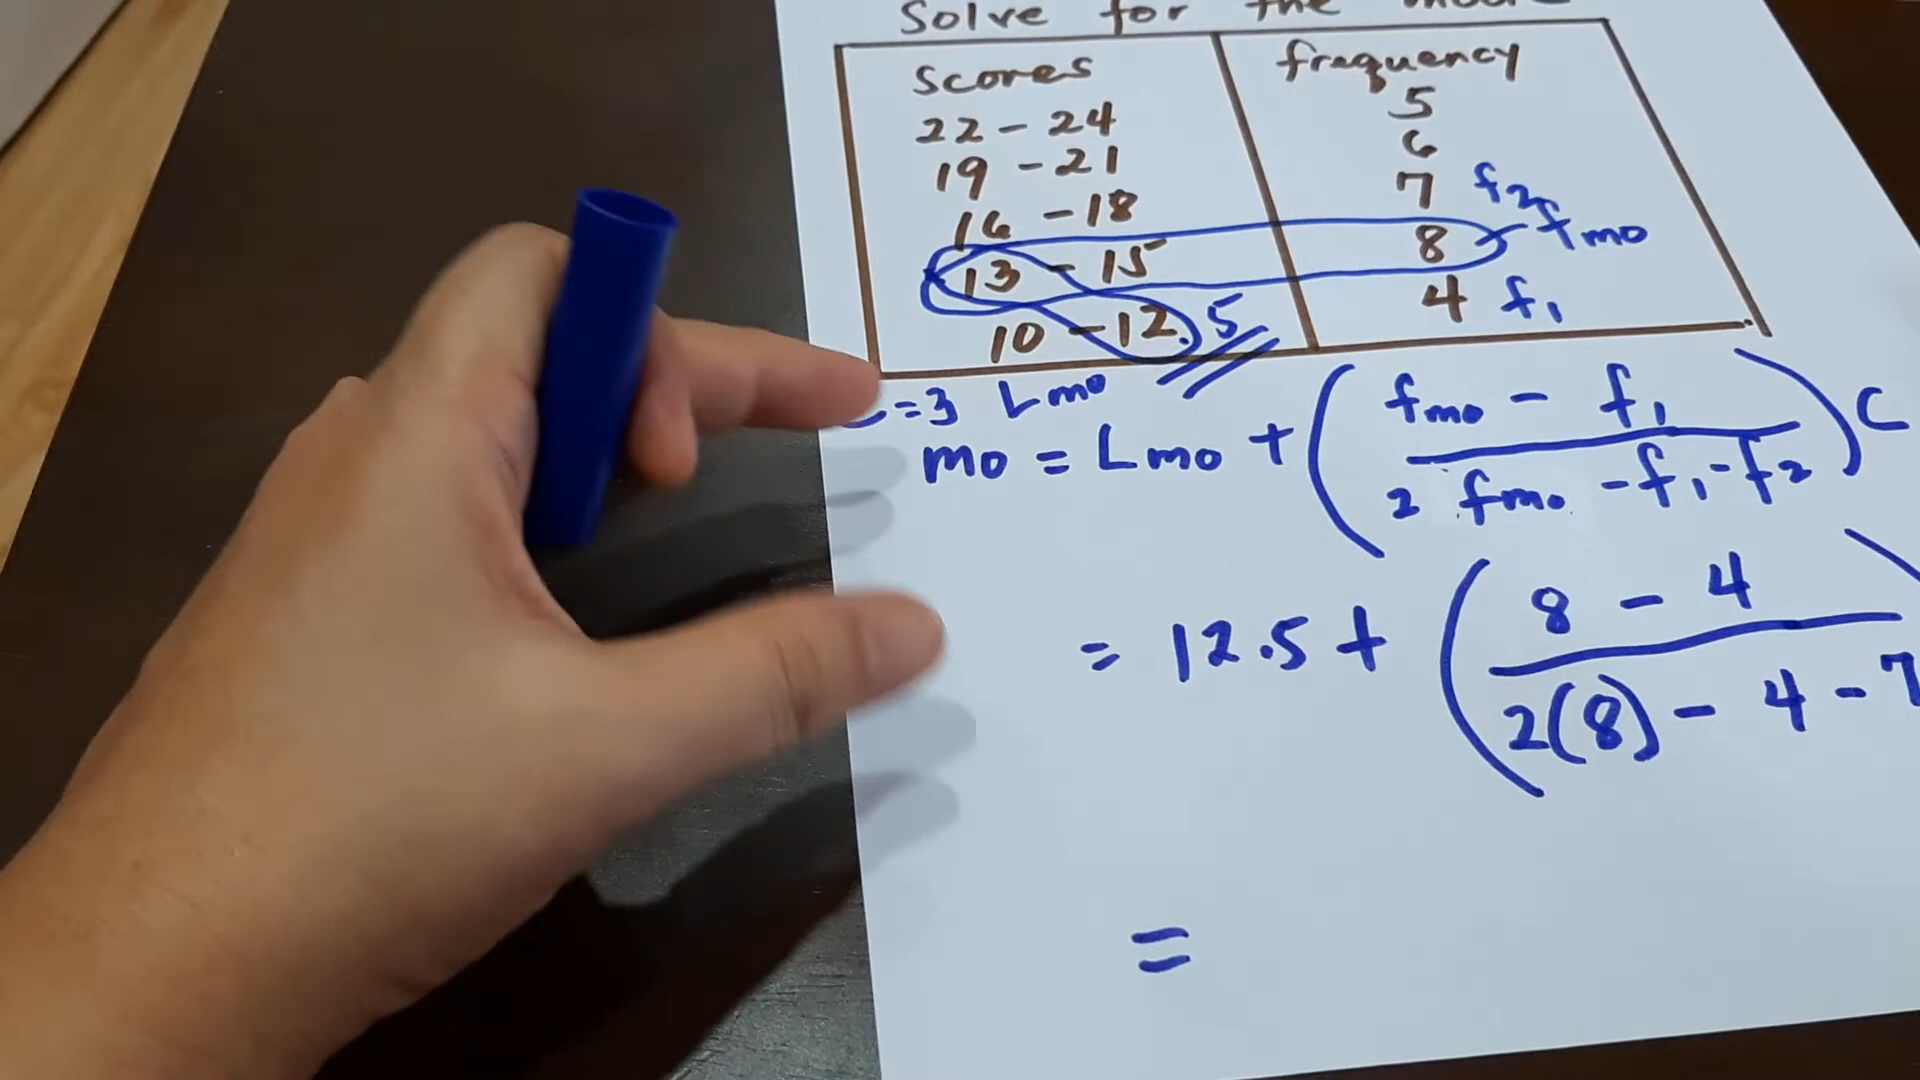 Solve for the
scores frequency
22 - 24 5
19 - 21 6
16 - 18 7 f2
13 - 15 8 fmo
10 - 12.5 4 f1
=3 Lmo
mo = Lmo + ( fmo - f1 / 2 fmo - f1 - f2 ) C
= 12.5 + ( 8 - 4 / 2(8) - 4 - 7
=